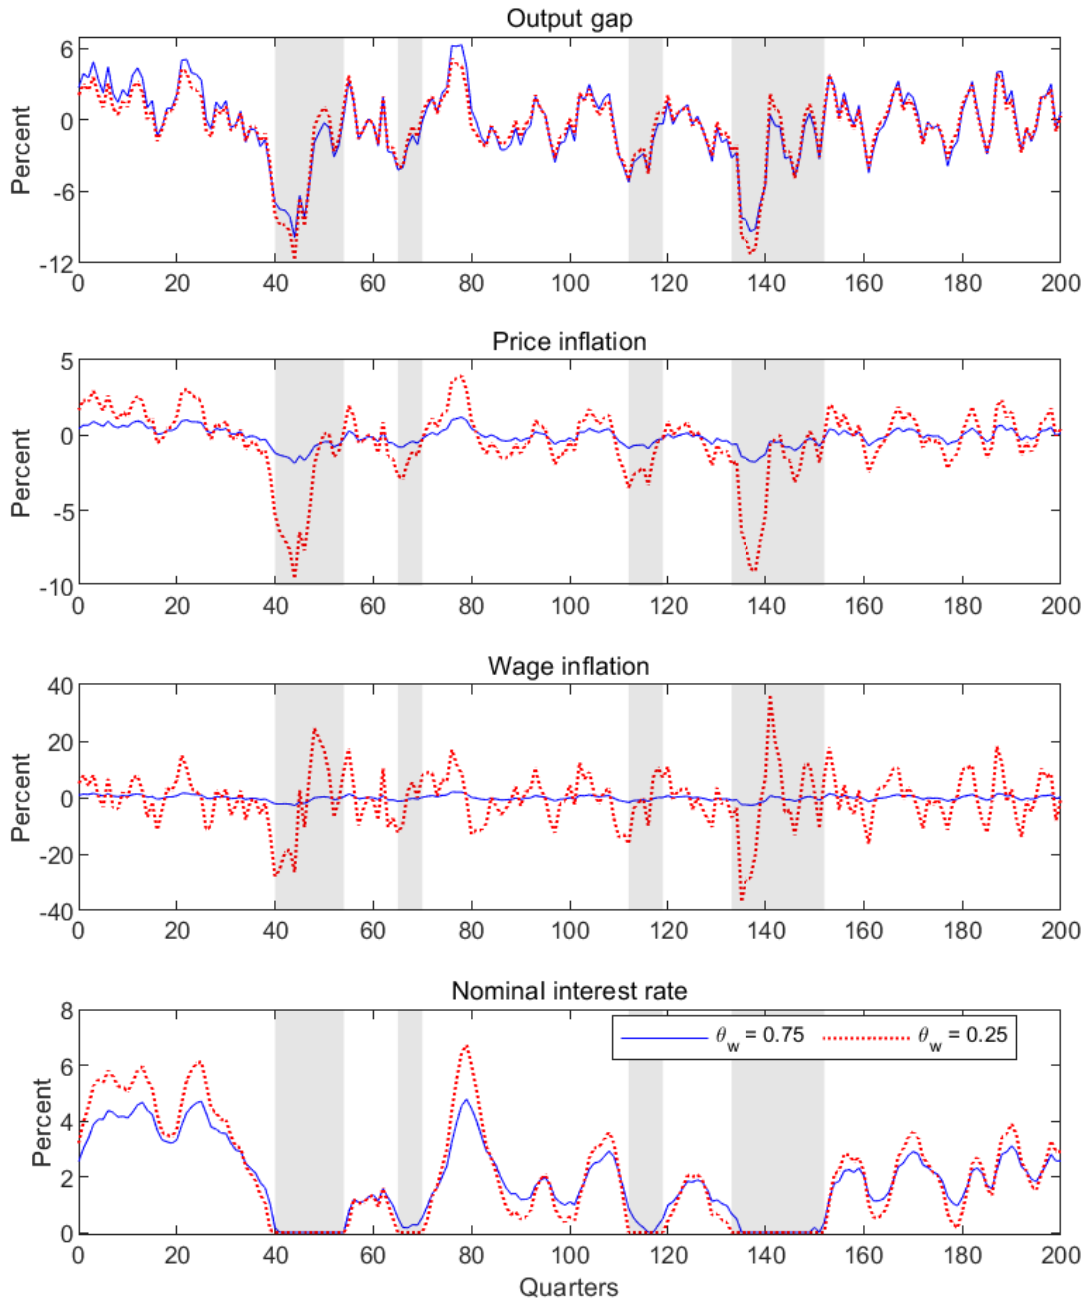 Output gap
Percent
6
0
-6
-12
0 20 40 60 80 100 120 140 160 180 200
Price inflation
Percent
5
0
-5
-10
0 20 40 60 80 100 120 140 160 180 200
Wage inflation
Percent
40
20
0
-20
-40
0 20 40 60 80 100 120 140 160 180 200
Nominal interest rate
Percent
8
6
4
2
0
θw = 0.75 θw = 0.25
0 20 40 60 80 100 120 140 160 180 200
Quarters